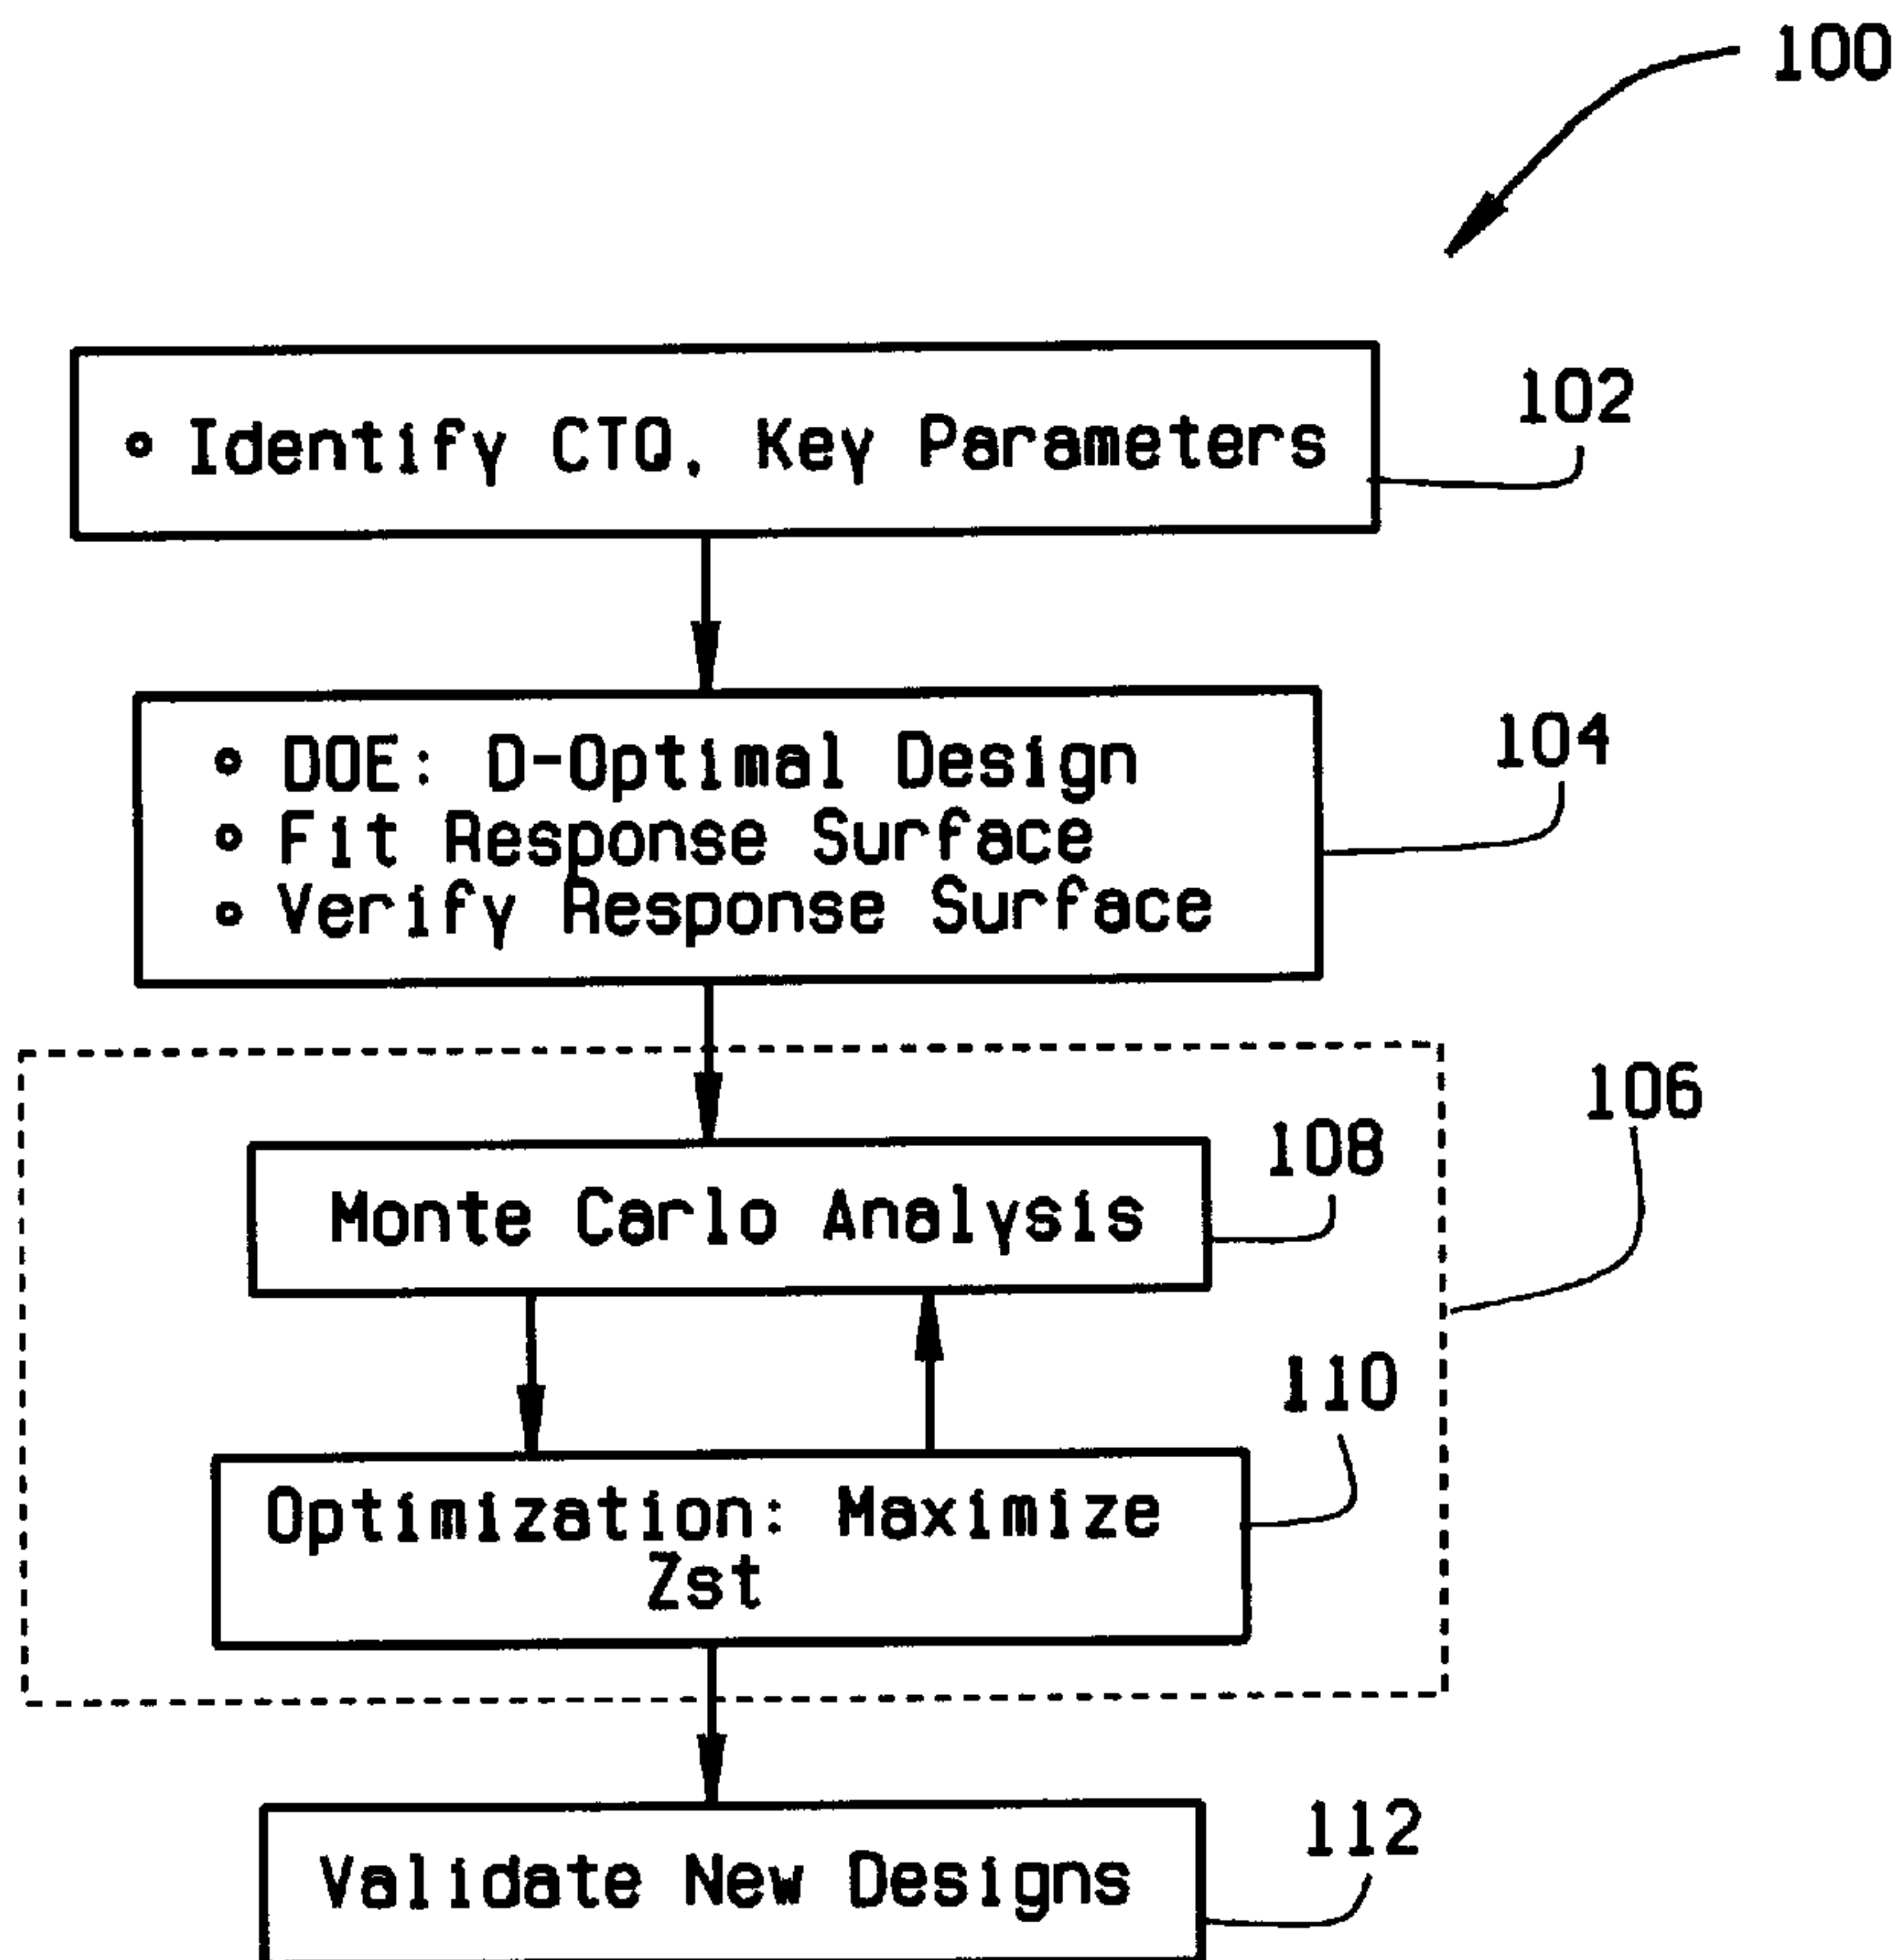 100
102
◦ Identify CTQ, Key Parameters
104
◦ DOE: D-Optimal Design
◦ Fit Response Surface
◦ Verify Response Surface
106
108
Monte Carlo Analysis
110
Optimization: Maximize
Zst
112
Validate New Designs